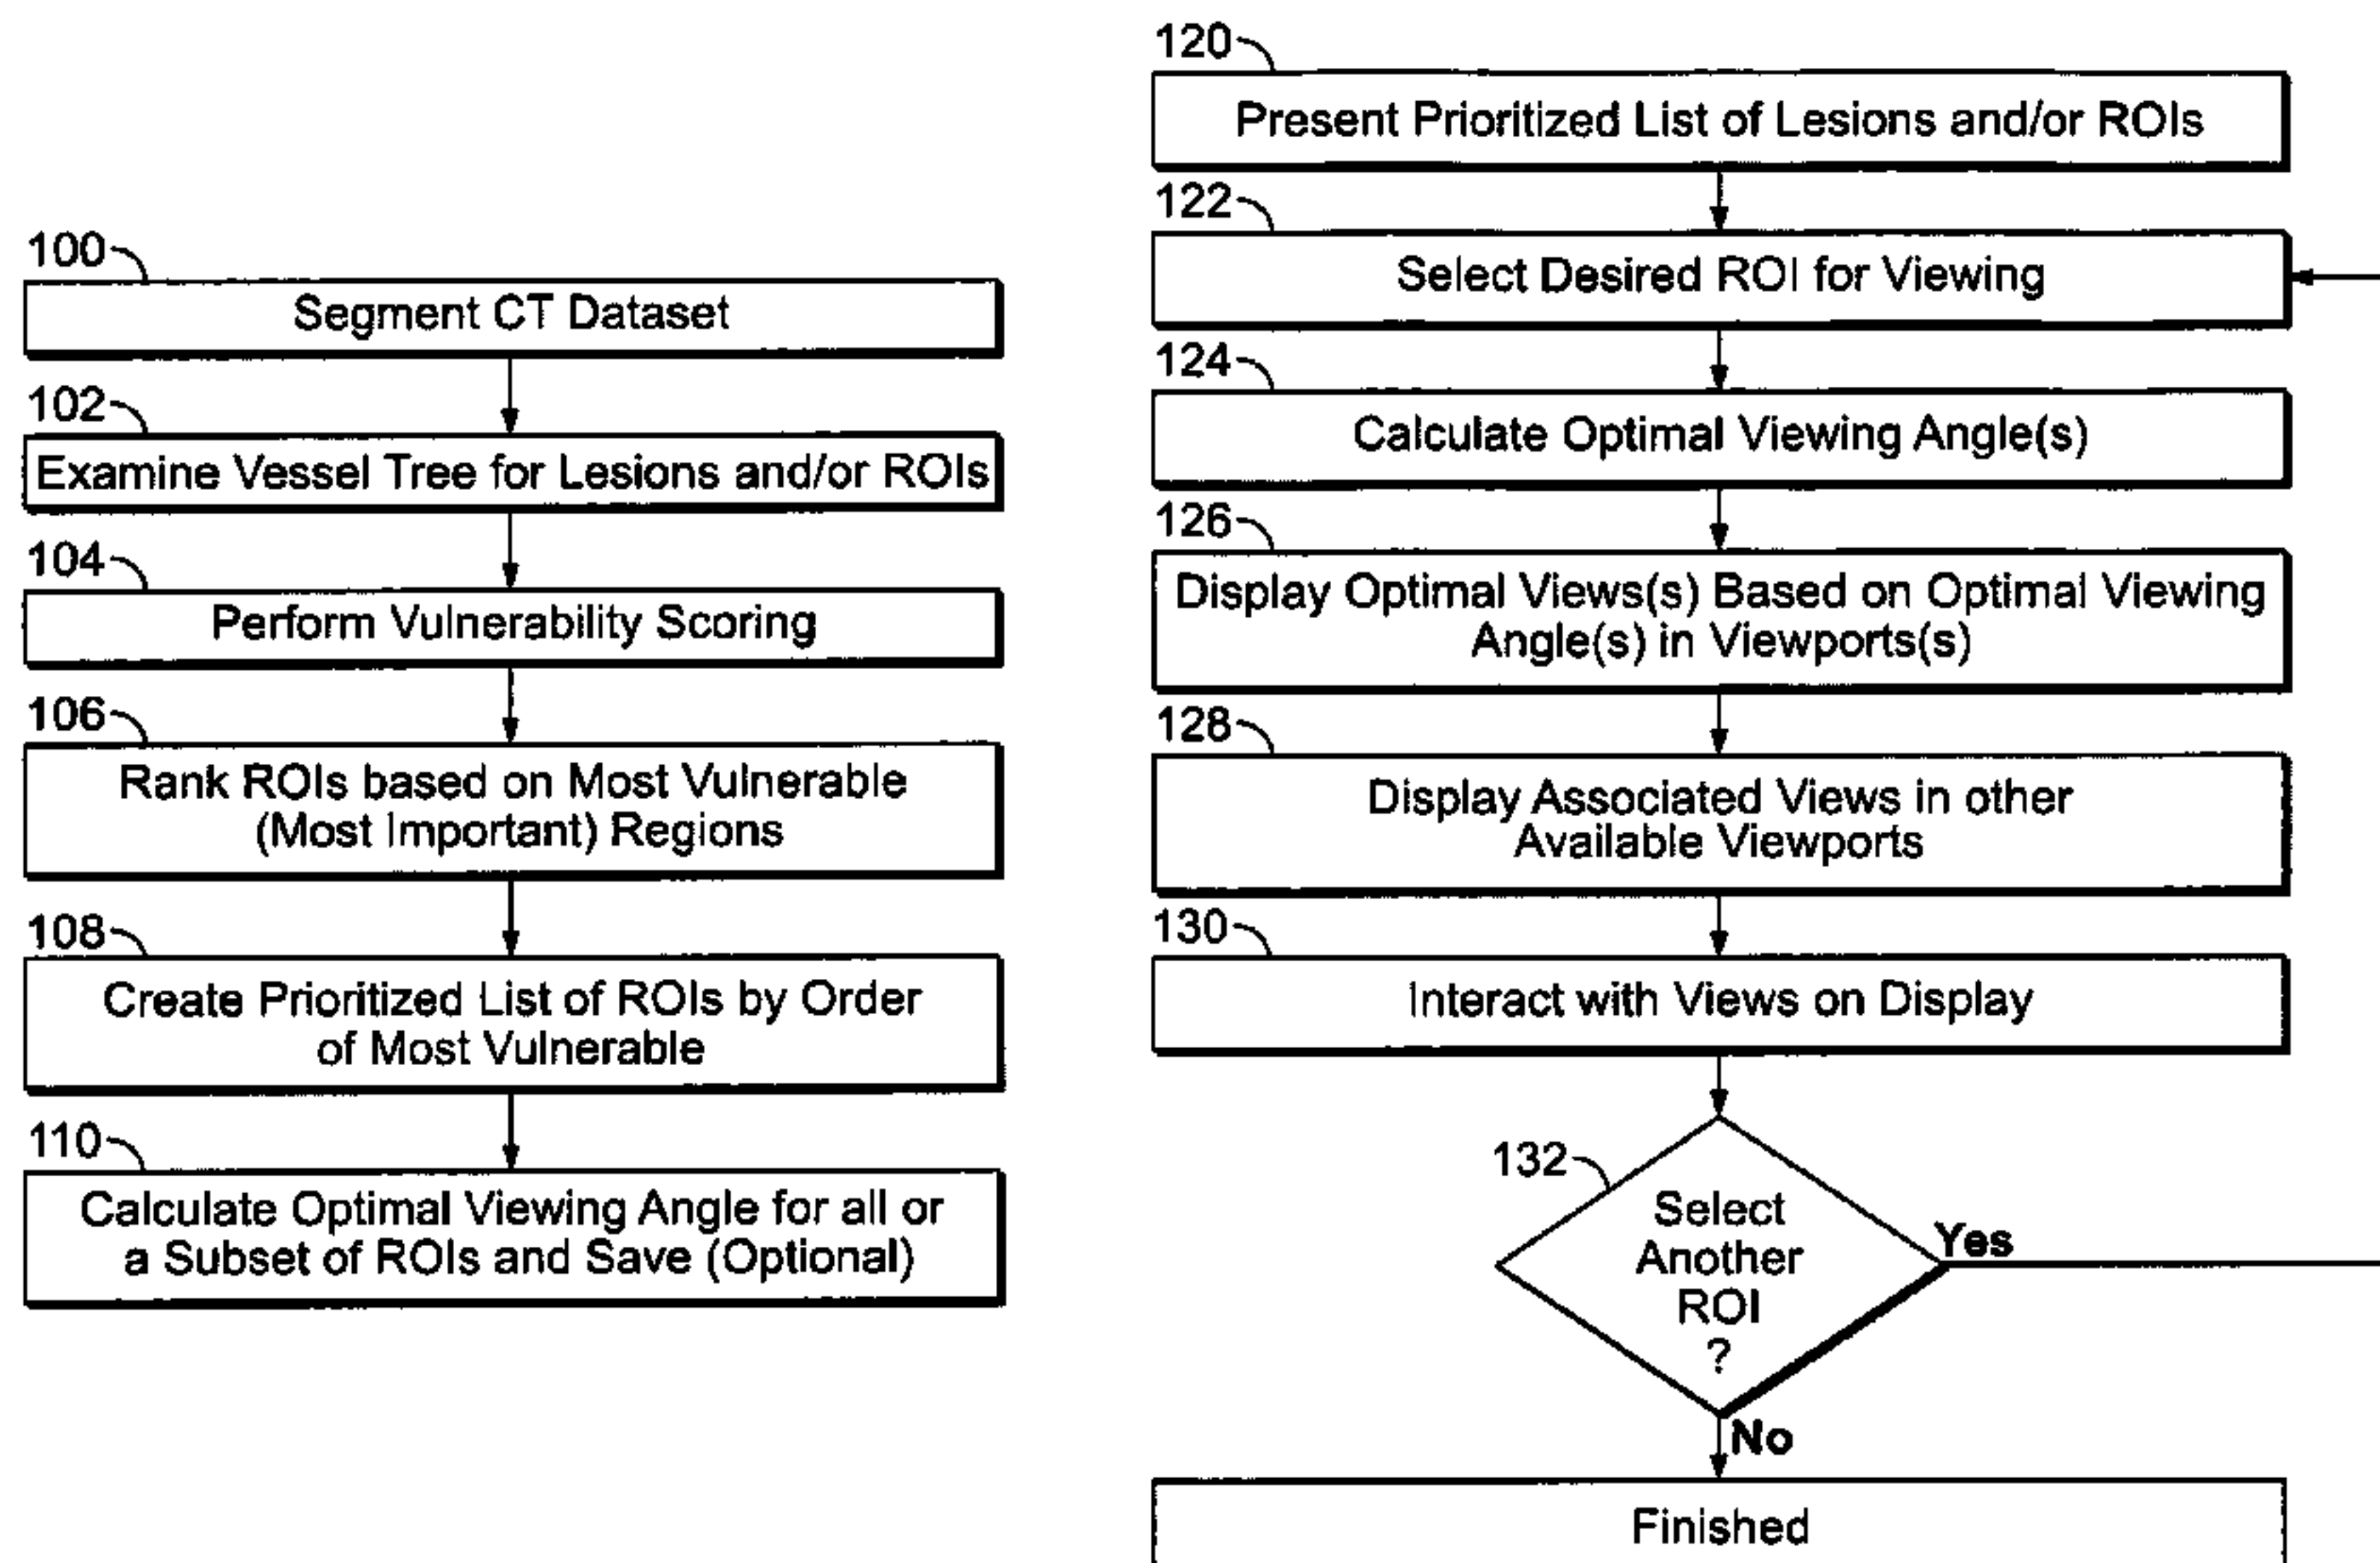 100
Segment CT Dataset
102
Examine Vessel Tree for Lesions and/or ROIs
104
Perform Vulnerability Scoring
106
Rank ROIs based on Most Vulnerable
(Most Important) Regions
108
Create Prioritized List of ROIs by Order
of Most Vulnerable
110
Calculate Optimal Viewing Angle for all or
a Subset of ROIs and Save (Optional)
120
Present Prioritized List of Lesions and/or ROIs
122
Select Desired ROI for Viewing
124
Calculate Optimal Viewing Angle(s)
126
Display Optimal Views(s) Based on Optimal Viewing
Angle(s) in Viewports(s)
128
Display Associated Views in other
Available Viewports
130
Interact with Views on Display
132
Select
Another
ROI
?
Yes
No
Finished